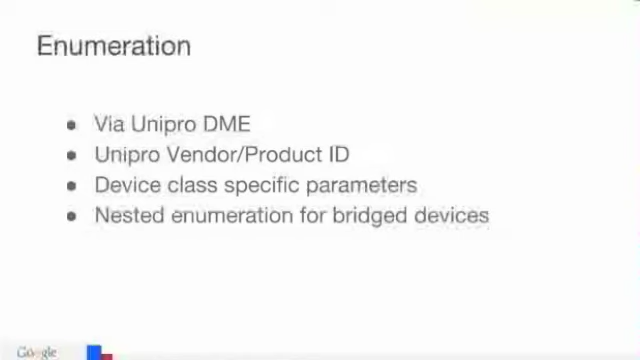 Enumeration
● Via Unipro DME
● Unipro Vendor/Product ID
● Device class specific parameters
● Nested enumeration for bridged devices
Google